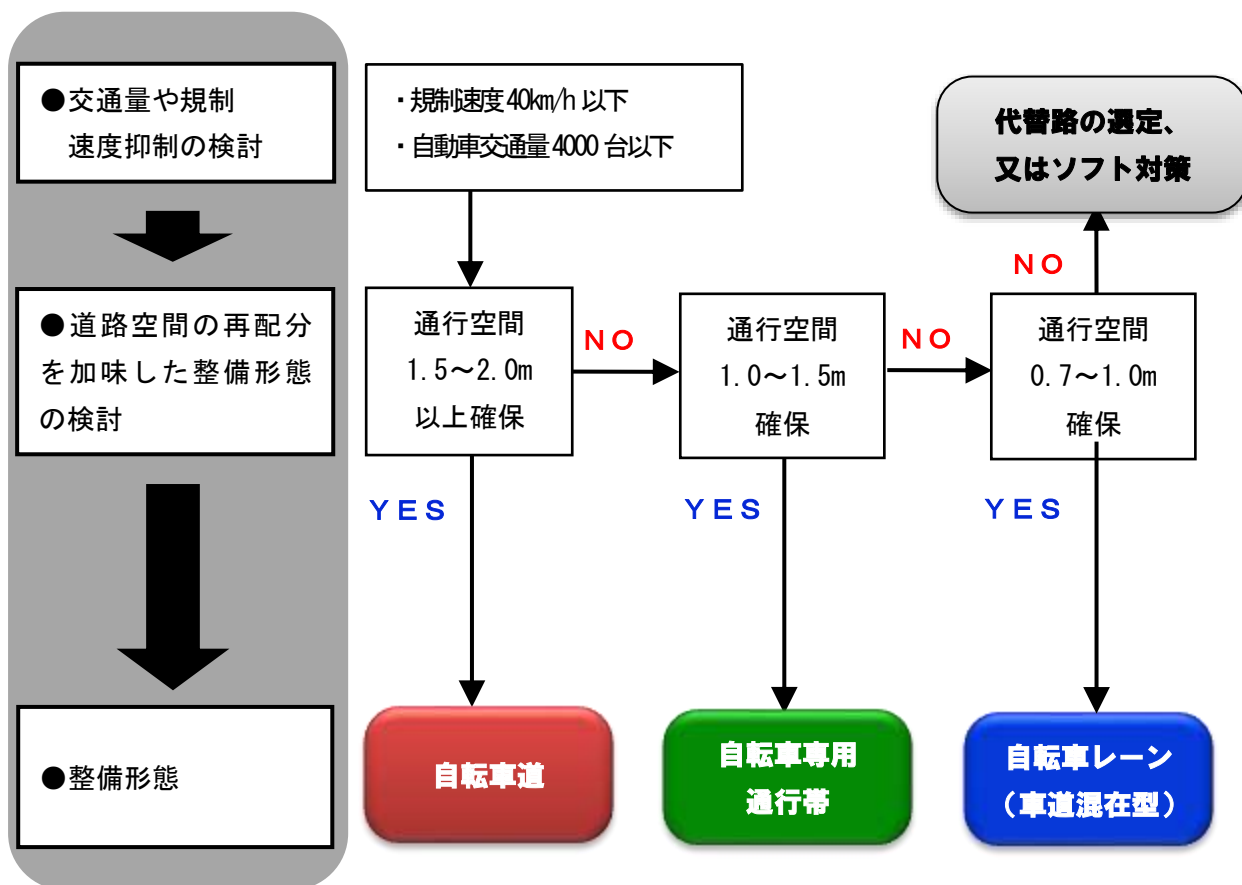 ●交通量や規制
速度抑制の検討
・規制速度40km/h以下
・自動車交通量4000台以下
代替路の選定、
又はソフト対策
●道路空間の再配分
を加味した整備形態
の検討
通行空間
1.5～2.0m
以上確保
NO
通行空間
1.0～1.5m
確保
NO
通行空間
0.7～1.0m
確保
NO
YES
YES
YES
●整備形態
自転車道
自転車専用
通行帯
自転車レーン
（車道混在型）